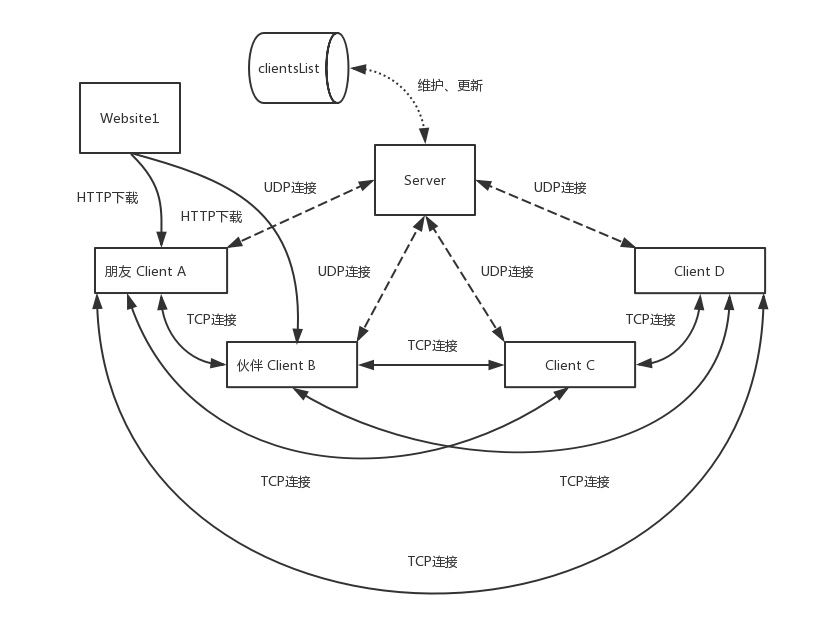 clientsList
维护、更新
Website1
Server
HTTP下载
UDP连接
UDP连接
HTTP下载
朋友 Client A
UDP连接
UDP连接
Client D
TCP连接
TCP连接
TCP连接
伙伴 Client B
Client C
TCP连接
TCP连接
TCP连接